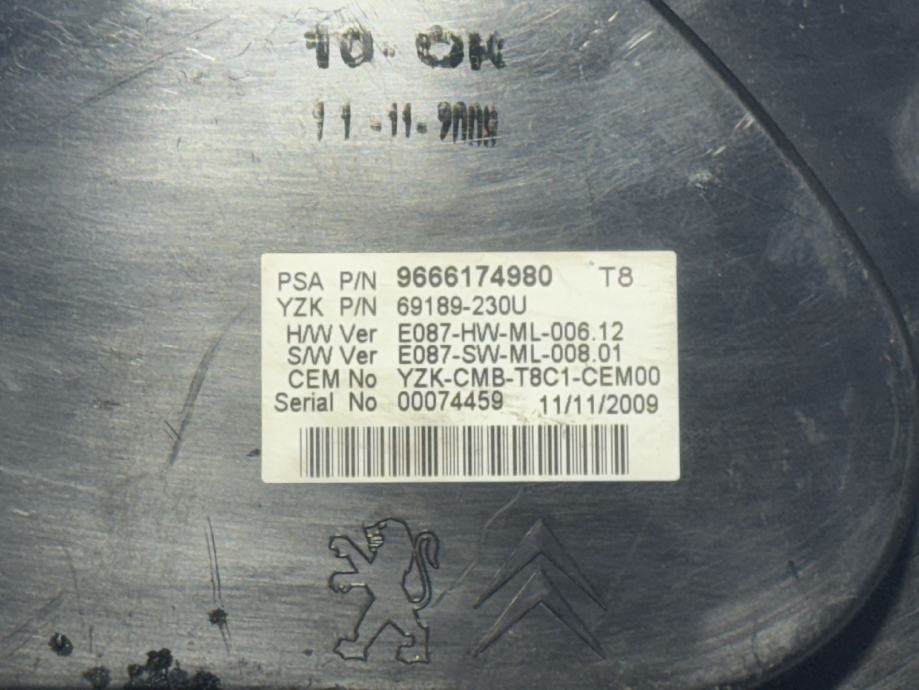 10. OK
11-11-2009
PSA P/N 9666174980 T8
YZK P/N 69189-230U
H/W Ver E087-HW-ML-006.12
S/W Ver E087-SW-ML-008.01
CEM No YZK-CMB-T8C1-CEM00
Serial No 00074459 11/11/2009